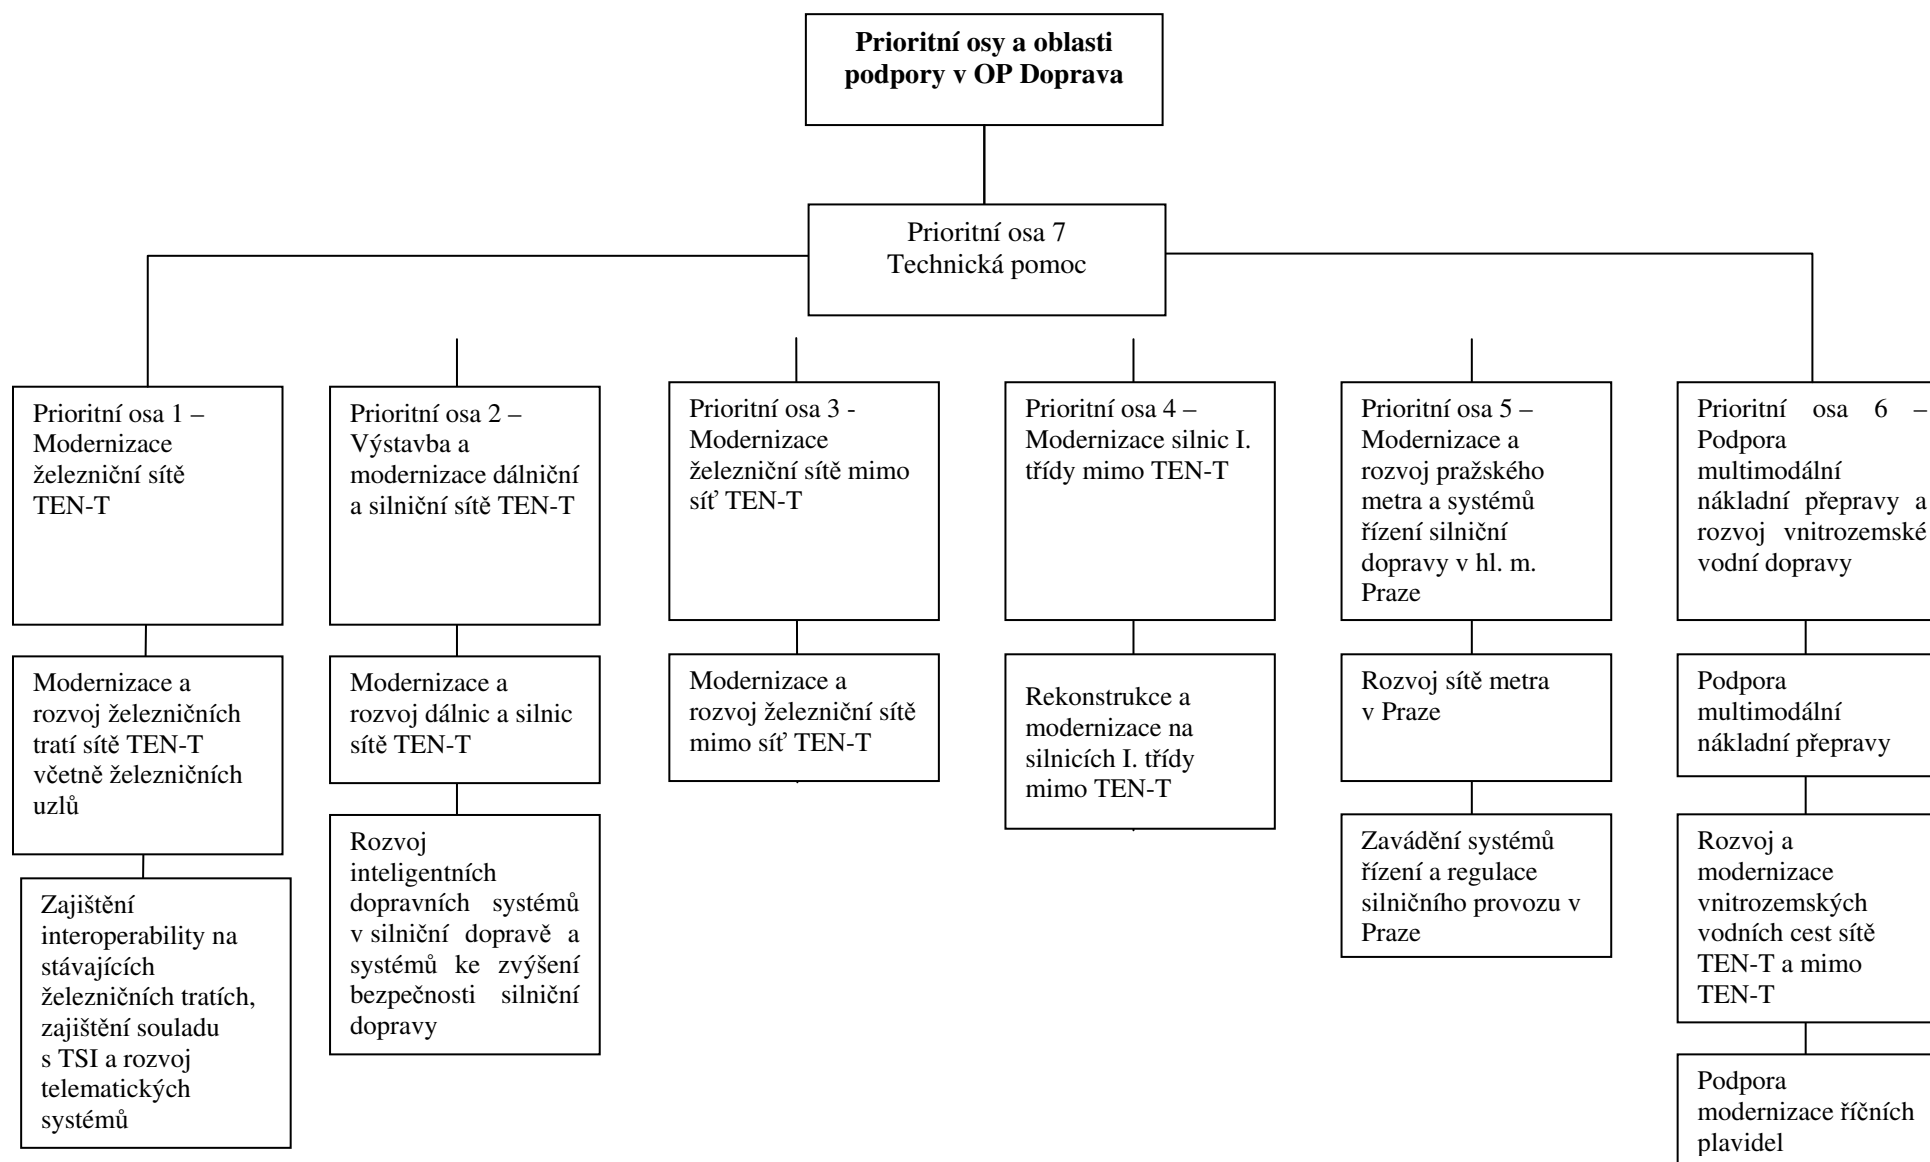 Prioritní osy a oblasti
podpory v OP Doprava
Prioritní osa 7
Technická pomoc
Prioritní osa 1 –
Modernizace
železniční sítě
TEN-T
Prioritní osa 2 –
Výstavba a
modernizace dálniční
a silniční sítě TEN-T
Prioritní osa 3 -
Modernizace
železniční sítě mimo
síť TEN-T
Prioritní osa 4 –
Modernizace silnic I.
třídy mimo TEN-T
Prioritní osa 5 –
Modernizace a
rozvoj pražského
metra a systémů
řízení silniční
dopravy v hl. m.
Praze
Prioritní osa 6 –
Podpora
multimodální
nákladní přepravy a
rozvoj vnitrozemské
vodní dopravy
Modernizace a
rozvoj železničních
tratí sítě TEN-T
včetně železničních
uzlů
Modernizace a
rozvoj dálnic a silnic
sítě TEN-T
Modernizace a
rozvoj železniční sítě
mimo síť TEN-T
Rekonstrukce a
modernizace na
silnicích I. třídy
mimo TEN-T
Rozvoj sítě metra
v Praze
Podpora
multimodální
nákladní přepravy
Zajištění
interoperability na
stávajících
železničních tratích,
zajištění souladu
s TSI a rozvoj
telematických
systémů
Rozvoj
inteligentních
dopravních systémů
v silniční dopravě a
systémů ke zvýšení
bezpečnosti silniční
dopravy
Zavádění systémů
řízení a regulace
silničního provozu v
Praze
Rozvoj a
modernizace
vnitrozemských
vodních cest sítě
TEN-T a mimo
TEN-T
Podpora
modernizace říčních
plavidel